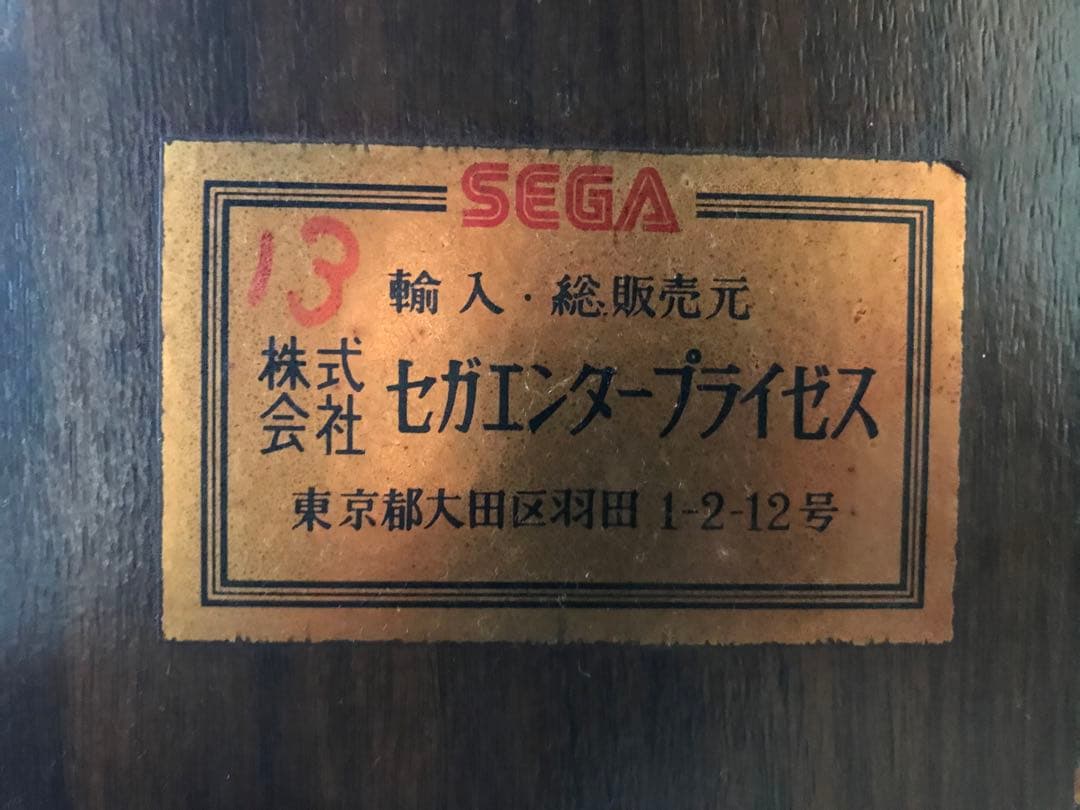 SEGA
13
輸入・総販売元
株式会社 セガエンタープライゼス
東京都大田区羽田 1-2-12号